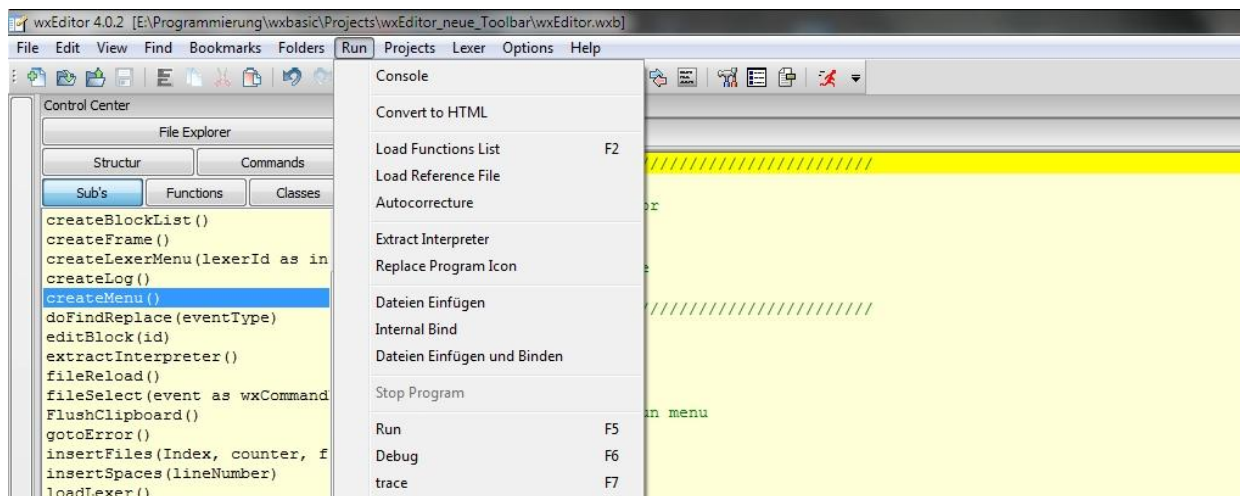 wxEditor 4.0.2 [E:\Programmierung\wxbasic\Projects\wxEditor_neue_Toolbar\wxEditor.wxb]
File Edit View Find Bookmarks Folders Run Projects Lexer Options Help
Control Center
File Explorer
Structur Commands
Sub's Functions Classes
createBlockList()
createFrame()
createLexerMenu(lexerId as in
createLog()
createMenu()
doFindReplace(eventType)
editBlock(id)
extractInterpreter()
fileReload()
fileSelect(event as wxCommand
FlushClipboard()
gotoError()
insertFiles(Index, counter, f
insertSpaces(lineNumber)
loadLexer()
Console
Convert to HTML
Load Functions List F2
Load Reference File
Autocorrecture
Extract Interpreter
Replace Program Icon
Dateien Einfügen
Internal Bind
Dateien Einfügen und Binden
Stop Program
Run F5
Debug F6
trace F7
///////////////////////
or
e
///////////////////////
un menu